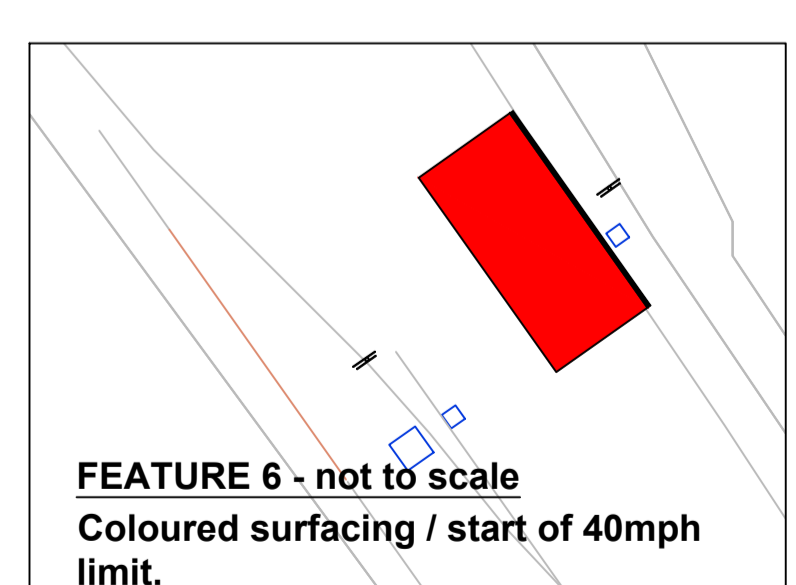 FEATURE 6 - not to scale
Coloured surfacing / start of 40mph
limit.